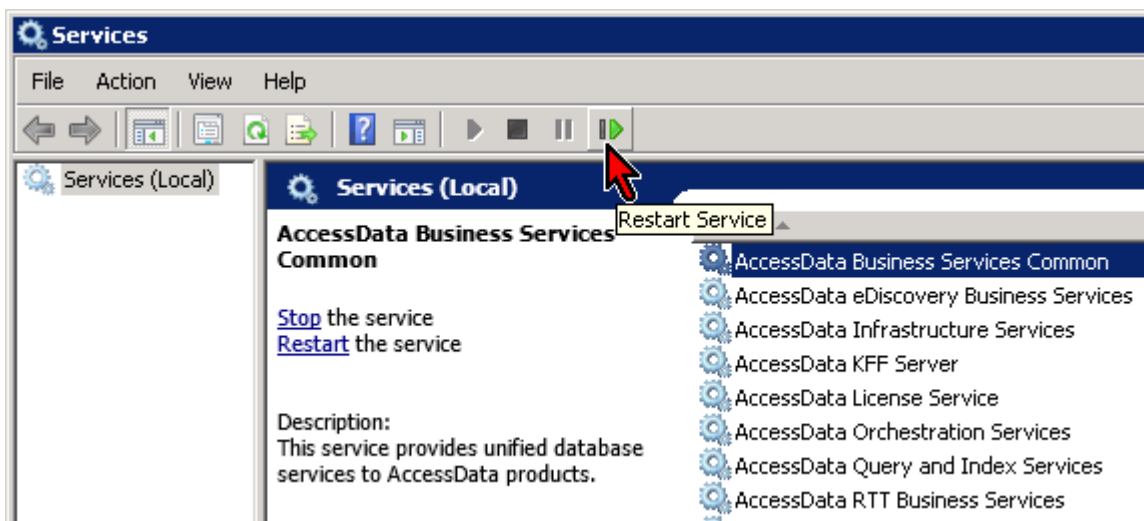 Services
File Action View Help
Services (Local)
Services (Local)
Restart Service
AccessData Business Services
Common
Stop the service
Restart the service
Description:
This service provides unified database
services to AccessData products.
AccessData Business Services Common
AccessData eDiscovery Business Services
AccessData Infrastructure Services
AccessData KFF Server
AccessData License Service
AccessData Orchestration Services
AccessData Query and Index Services
AccessData RTT Business Services